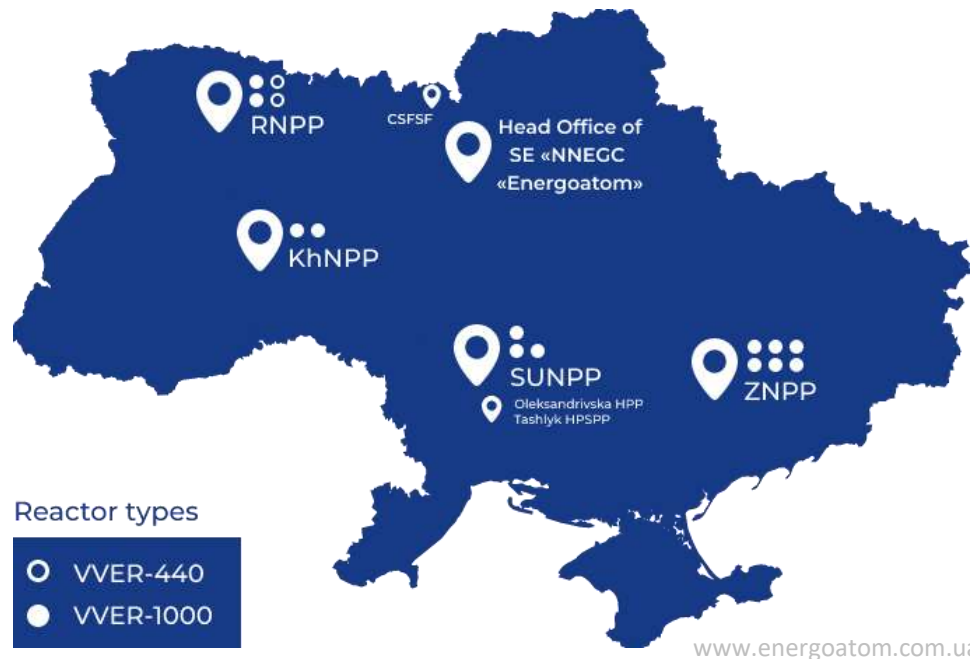 RNPP
CSFSF
Head Office of
SE «NNEGC
«Energoatom»
KhNPP
SUNPP
Oleksandrivska HPP
Tashlyk HPSPP
ZNPP
Reactor types
VVER-440
VVER-1000
www.energoatom.com.ua